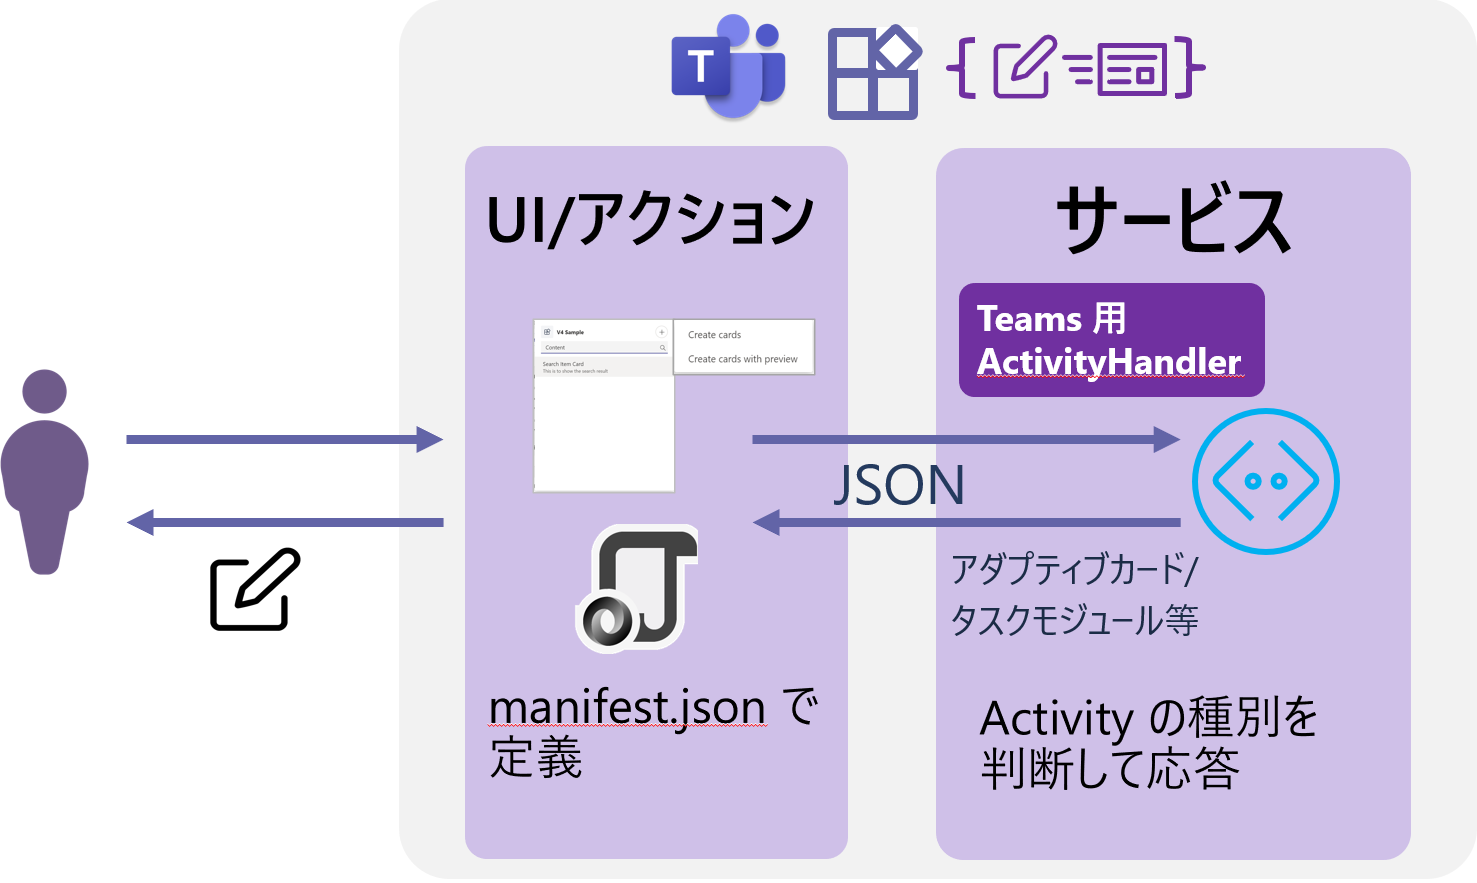 T
UI/アクション
V4 Sample
+
Content
Search Item Card
This is to show the search result
Create cards
Create cards with preview
manifest.json で
定義
サービス
Teams 用
ActivityHandler
JSON
アダプティブカード/
タスクモジュール等
Activity の種別を
判断して応答